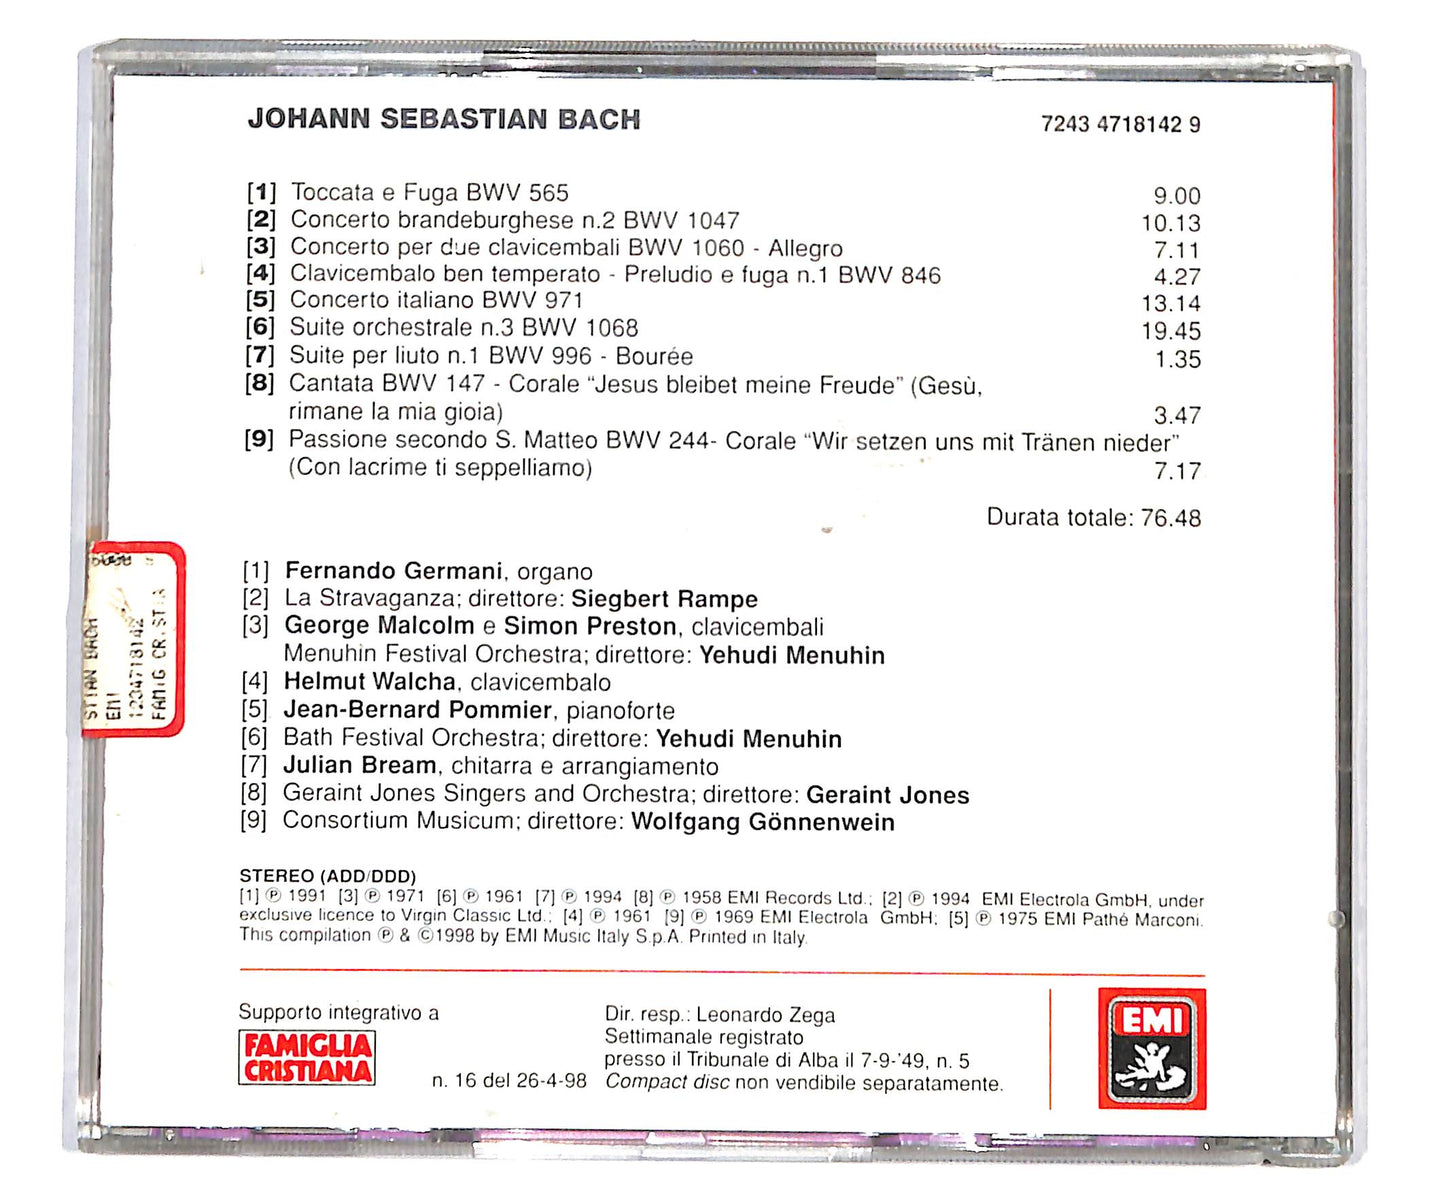 JOHANN SEBASTIAN BACH 7243 4718142 9
[1] Toccata e Fuga BWV 565 9.00
[2] Concerto brandeburghese n.2 BWV 1047 10.13
[3] Concerto per due clavicembali BWV 1060 - Allegro 7.11
[4] Clavicembalo ben temperato - Preludio e fuga n.1 BWV 846 4.27
[5] Concerto italiano BWV 971 13.14
[6] Suite orchestrale n.3 BWV 1068 19.45
[7] Suite per liuto n.1 BWV 996 - Bourée 1.35
[8] Cantata BWV 147 - Corale “Jesus bleibet meine Freude” (Gesù,
rimane la mia gioia) 3.47
[9] Passione secondo S. Matteo BWV 244- Corale “Wir setzen uns mit Tränen nieder”
(Con lacrime ti seppelliamo) 7.17
Durata totale: 76.48
[1] Fernando Germani, organo
[2] La Stravaganza; direttore: Siegbert Rampe
[3] George Malcolm e Simon Preston, clavicembali
Menuhin Festival Orchestra; direttore: Yehudi Menuhin
[4] Helmut Walcha, clavicembalo
[5] Jean-Bernard Pommier, pianoforte
[6] Bath Festival Orchestra; direttore: Yehudi Menuhin
[7] Julian Bream, chitarra e arrangiamento
[8] Geraint Jones Singers and Orchestra; direttore: Geraint Jones
[9] Consortium Musicum; direttore: Wolfgang Gönnenwein
STIAN BACH
EMI
1234718142
FAMIG CR.STIA
STEREO (ADD/DDD)
[1] ℗ 1991 [3] ℗ 1971 [6] ℗ 1961 [7] ℗ 1994 [8] ℗ 1958 EMI Records Ltd.; [2] ℗ 1994 EMI Electrola GmbH, under
exclusive licence to Virgin Classic Ltd.; [4] ℗ 1961 [9] ℗ 1969 EMI Electrola GmbH; [5] ℗ 1975 EMI Pathé Marconi.
This compilation ℗ & ©1998 by EMI Music Italy S.p.A. Printed in Italy.
Supporto integrativo a
FAMIGLIA
CRISTIANA
n. 16 del 26-4-98
Dir. resp.: Leonardo Zega
Settimanale registrato
presso il Tribunale di Alba il 7-9-'49, n. 5
Compact disc non vendibile separatamente.
EMI